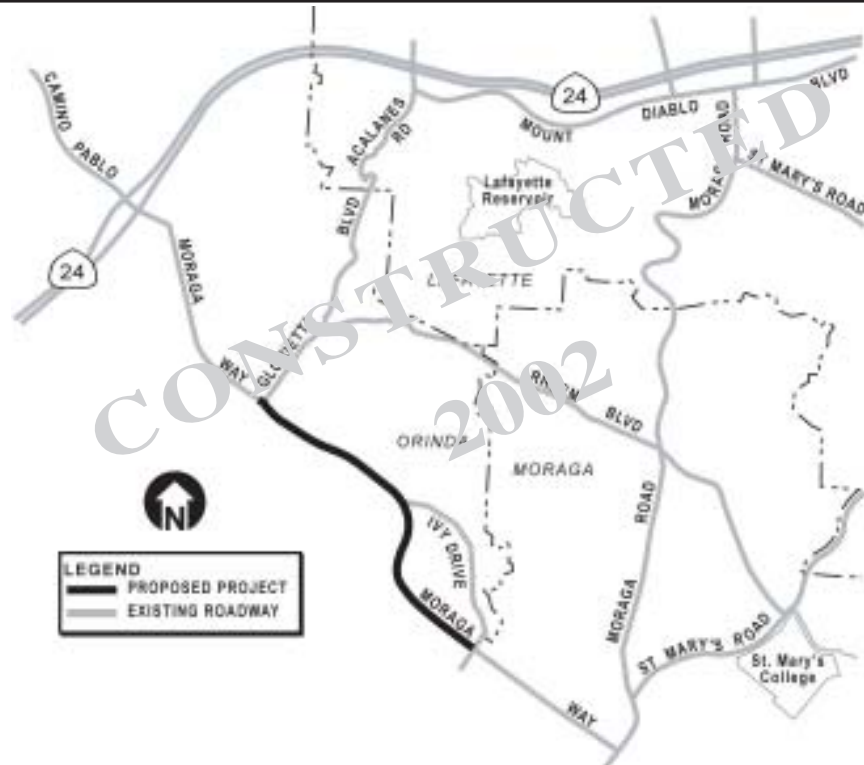 CAMINO
PABLO
24
ACALANES
RD
MOUNT
DIABLO
BLVD
24
MORAGA
WAY
BLVD
Lafayette
Reservoir
ROAD
ST MARY'S ROAD
LAFAYETTE
CONSTRUCTED
2002
ORINDA
MORAGA
BLVD
IVY DRIVE
MORAGA
WAY
ROAD
MORAGA
ST MARY'S ROAD
St. Mary's
College
N
LEGEND
PROPOSED PROJECT
EXISTING ROADWAY